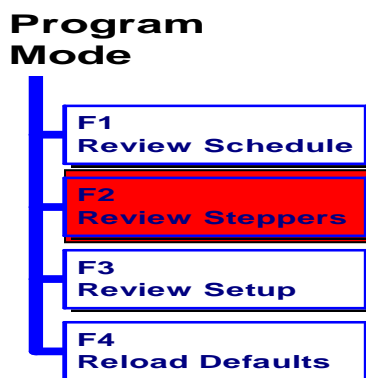 Program
Mode
F1
Review Schedule
F2
Review Steppers
F3
Review Setup
F4
Reload Defaults